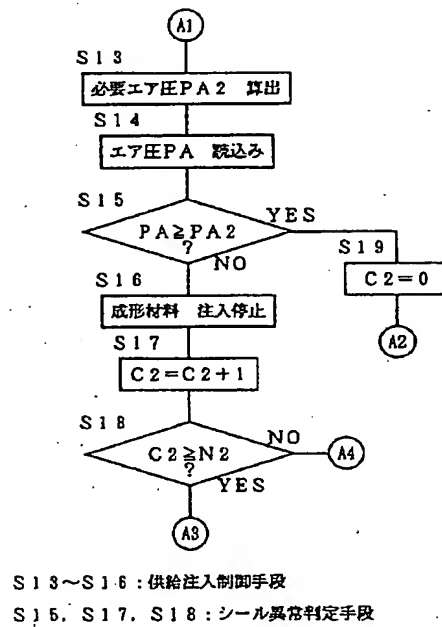 A1
S13
必要エア圧PA2 算出
S14
エア圧PA 読込み
S15
PA≧PA2
?
YES
NO
S19
C2=0
A2
S16
成形材料 注入停止
S17
C2=C2+1
S18
C2≧N2
?
NO
A4
YES
A3
S13~S16:供給注入制御手段
S15, S17, S18:シール異常判定手段